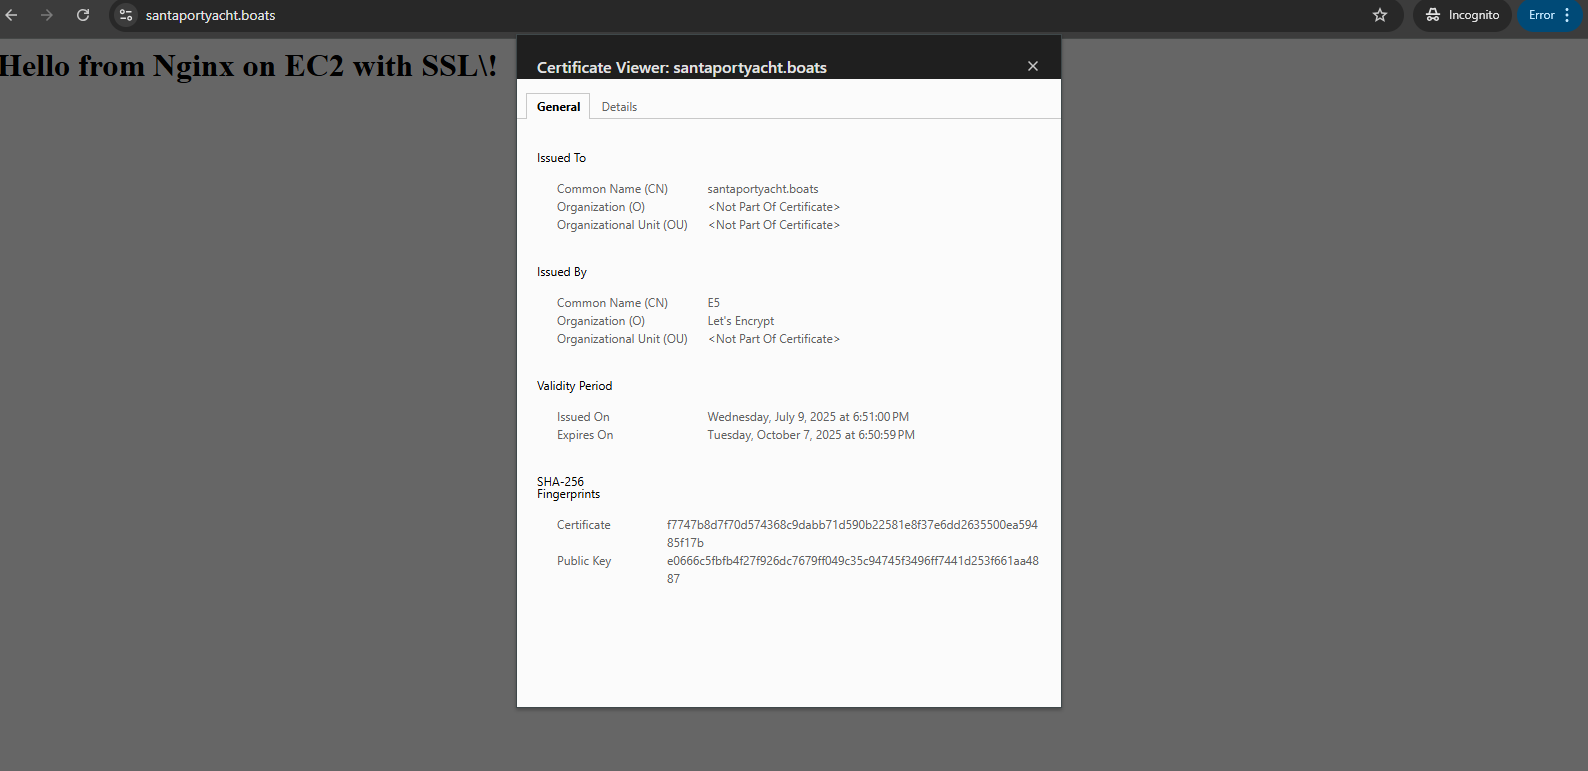 santaportyacht.boats
Incognito
Error
Hello from Nginx on EC2 with SSL\!
Certificate Viewer: santaportyacht.boats
General Details
Issued To
Common Name (CN) santaportyacht.boats
Organization (O) <Not Part Of Certificate>
Organizational Unit (OU) <Not Part Of Certificate>
Issued By
Common Name (CN) E5
Organization (O) Let's Encrypt
Organizational Unit (OU) <Not Part Of Certificate>
Validity Period
Issued On Wednesday, July 9, 2025 at 6:51:00 PM
Expires On Tuesday, October 7, 2025 at 6:50:59 PM
SHA-256
Fingerprints
Certificate f7747b8d7f70d574368c9dabb71d590b22581e8f37e6dd2635500ea594
85f17b
Public Key e0666c5fbfb4f27f926dc7679ff049c35c94745f3496ff7441d253f661aa48
87